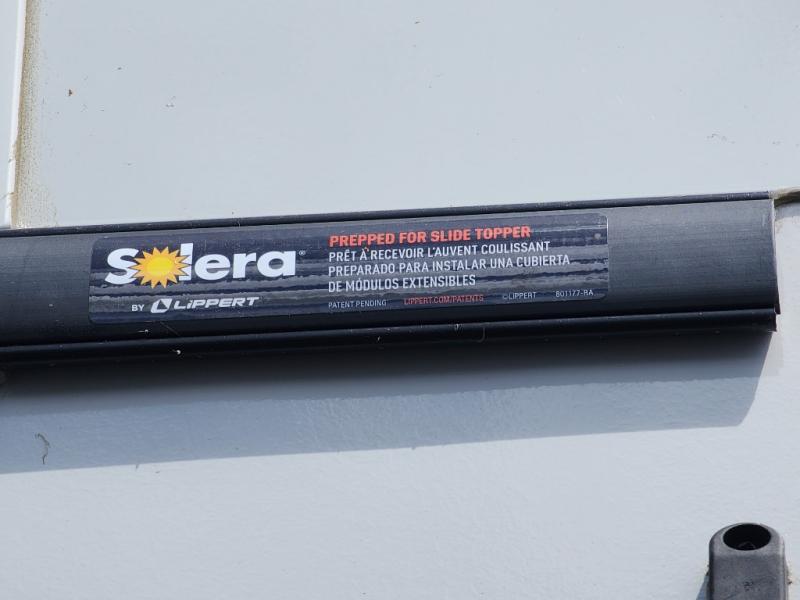 Solera®
BY LIPPERT
PREPPED FOR SLIDE TOPPER
PRÊT À RECEVOIR L'AUVENT COULISSANT
PREPARADO PARA INSTALAR UNA CUBIERTA
DE MÓDULOS EXTENSIBLES
PATENT PENDING LIPPERT.COM/PATENTS ©LIPPERT 801177-RA